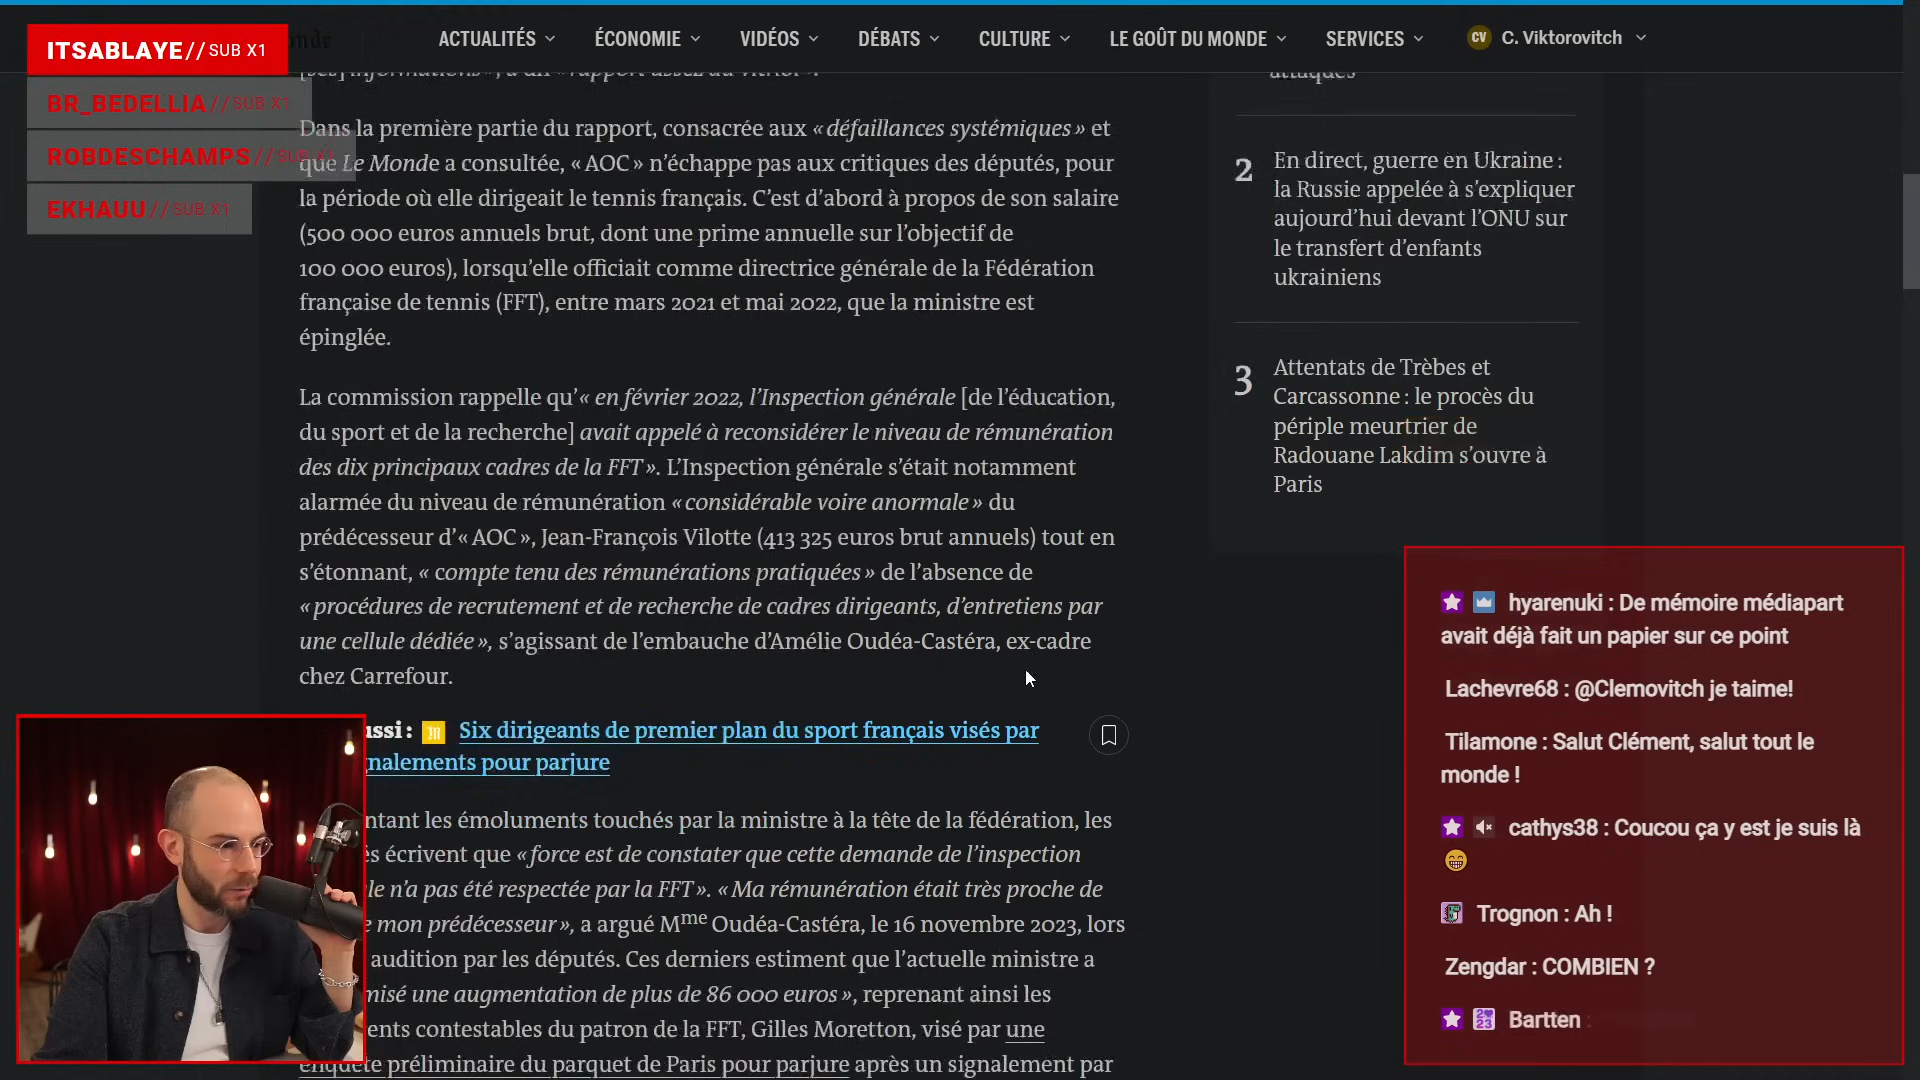 ITSABLAYE// SUB X1
BR_BEDELLIA// SUB X1
ROBDESCHAMPS// SUB X1
EKHAUU// SUB X1
ACTUALITÉS
ÉCONOMIE
VIDÉOS
DÉBATS
CULTURE
LE GOÛT DU MONDE
SERVICES
CV C. Viktorovitch
Dans la première partie du rapport, consacrée aux « défaillances systémiques » et
que Le Monde a consultée, « AOC » n’échappe pas aux critiques des députés, pour
la période où elle dirigeait le tennis français. C’est d’abord à propos de son salaire
(500 000 euros annuels brut, dont une prime annuelle sur l’objectif de
100 000 euros), lorsqu’elle officiait comme directrice générale de la Fédération
française de tennis (FFT), entre mars 2021 et mai 2022, que la ministre est
épinglée.
La commission rappelle qu’« en février 2022, l’Inspection générale [de l’éducation,
du sport et de la recherche] avait appelé à reconsidérer le niveau de rémunération
des dix principaux cadres de la FFT ». L’Inspection générale s’était notamment
alarmée du niveau de rémunération « considérable voire anormale » du
prédécesseur d’« AOC », Jean-François Vilotte (413 325 euros brut annuels) tout en
s’étonnant, « compte tenu des rémunérations pratiquées » de l’absence de
« procédures de recrutement et de recherche de cadres dirigeants, d’entretiens par
une cellule dédiée », s’agissant de l’embauche d’Amélie Oudéa-Castéra, ex-cadre
chez Carrefour.
ussi : Six dirigeants de premier plan du sport français visés par
gnalements pour parjure
ntant les émoluments touchés par la ministre à la tête de la fédération, les
s écrivent que « force est de constater que cette demande de l’inspection
le n’a pas été respectée par la FFT ». « Ma rémunération était très proche de
e mon prédécesseur », a argué Mme Oudéa-Castéra, le 16 novembre 2023, lors
audition par les députés. Ces derniers estiment que l’actuelle ministre a
misé une augmentation de plus de 86 000 euros », reprenant ainsi les
ents contestables du patron de la FFT, Gilles Moretton, visé par une
enquête préliminaire du parquet de Paris pour parjure après un signalement par
attaques
2 En direct, guerre en Ukraine :
la Russie appelée à s’expliquer
aujourd’hui devant l’ONU sur
le transfert d’enfants
ukrainiens
3 Attentats de Trèbes et
Carcassonne : le procès du
périple meurtrier de
Radouane Lakdim s’ouvre à
Paris
hyarenuki : De mémoire médiapart
avait déjà fait un papier sur ce point
Lachevre68 : @Clemovitch je taime!
Tilamone : Salut Clément, salut tout le
monde !
cathys38 : Coucou ça y est je suis là
Trognon : Ah !
Zengdar : COMBIEN ?
Bartten :